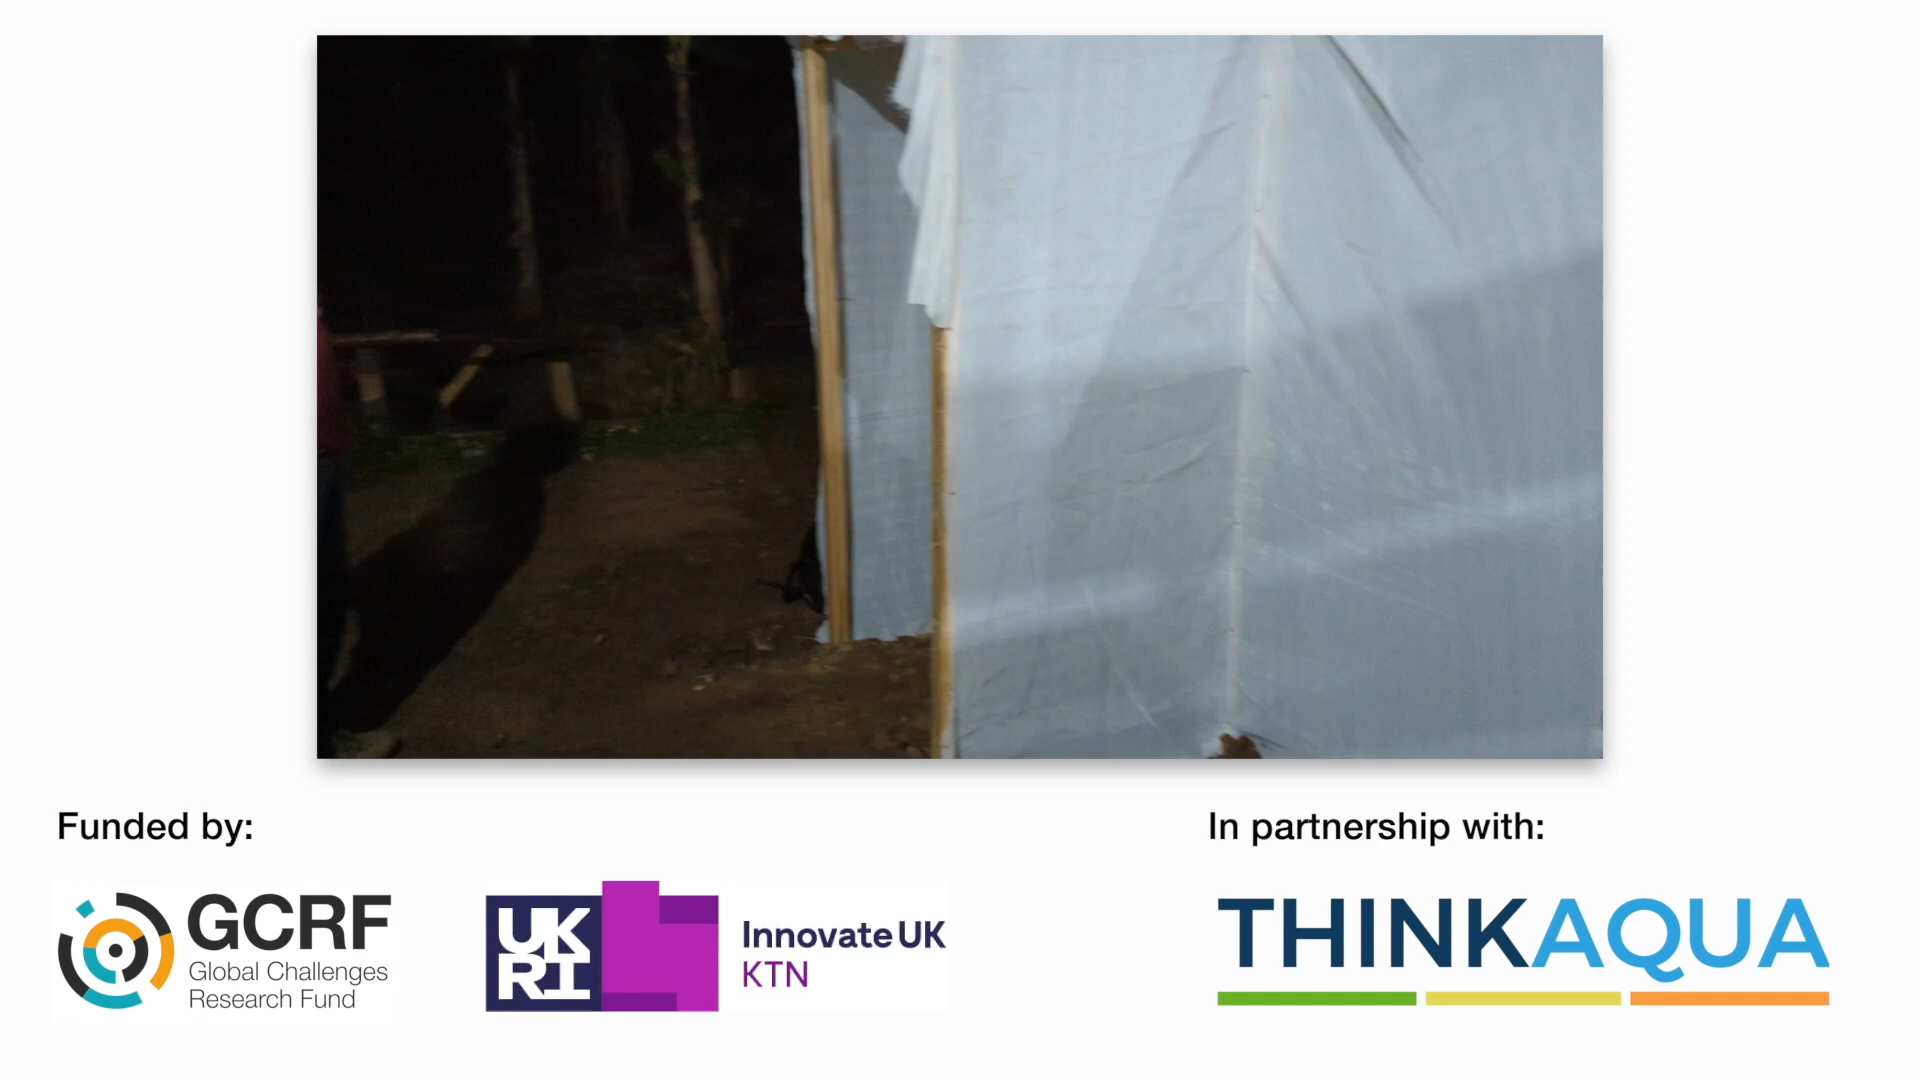 Funded by:
In partnership with:
GCRF
Global Challenges
Research Fund
UK
RI
Innovate UK
KTN
THINKAQUA